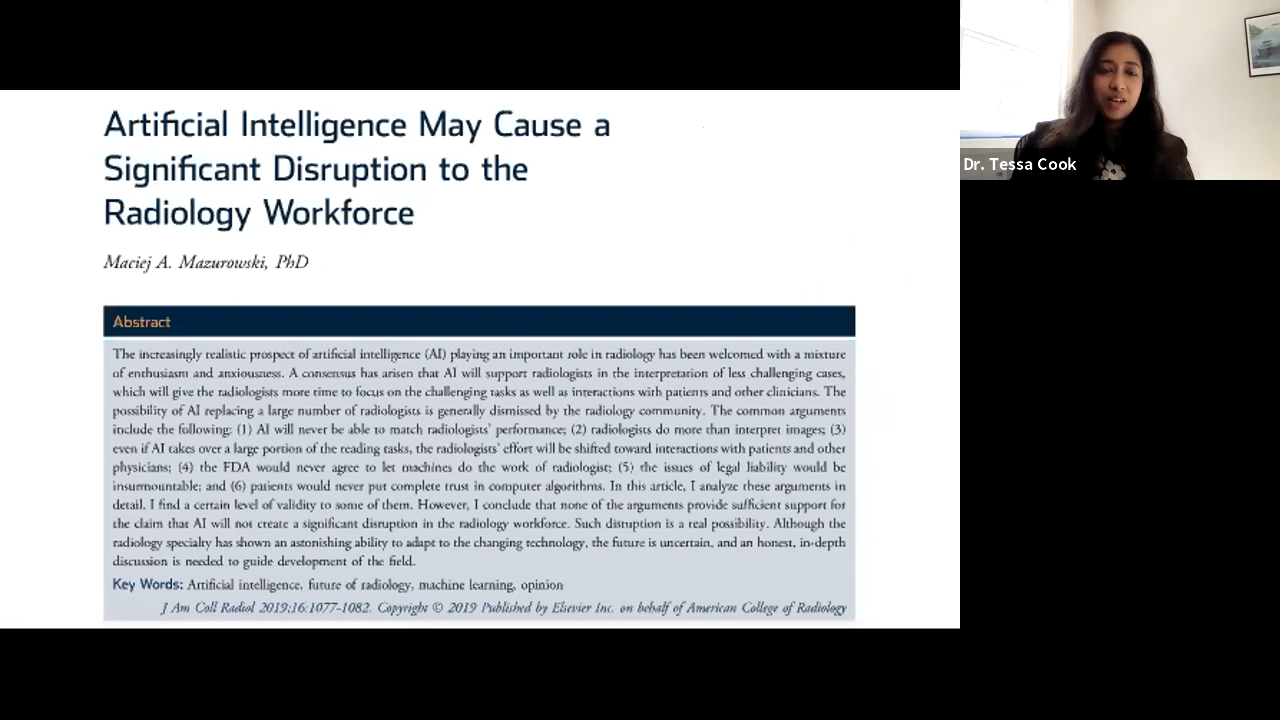 Artificial Intelligence May Cause a
Significant Disruption to the
Radiology Workforce
Maciej A. Mazurowski, PhD
Abstract
The increasingly realistic prospect of artificial intelligence (AI) playing an important role in radiology has been welcomed with a mixture
of enthusiasm and anxiousness. A consensus has arisen that AI will support radiologists in the interpretation of less challenging cases,
which will give the radiologists more time to focus on the challenging tasks as well as interactions with patients and other clinicians. The
possibility of AI replacing a large number of radiologists is generally dismissed by the radiology community. The common arguments
include the following: (1) AI will never be able to match radiologists' performance; (2) radiologists do more than interpret images; (3)
even if AI takes over a large portion of the reading tasks, the radiologists' effort will be shifted toward interactions with patients and other
physicians; (4) the FDA would never agree to let machines do the work of radiologist; (5) the issues of legal liability would be
insurmountable; and (6) patients would never put complete trust in computer algorithms. In this article, I analyze these arguments in
detail. I find a certain level of validity to some of them. However, I conclude that none of the arguments provide sufficient support for
the claim that AI will not create a significant disruption in the radiology workforce. Such disruption is a real possibility. Although the
radiology specialty has shown an astonishing ability to adapt to the changing technology, the future is uncertain, and an honest, in-depth
discussion is needed to guide development of the field.
Key Words: Artificial intelligence, future of radiology, machine learning, opinion
J Am Coll Radiol 2019;16:1077-1082. Copyright © 2019 Published by Elsevier Inc. on behalf of American College of Radiology
Dr. Tessa Cook